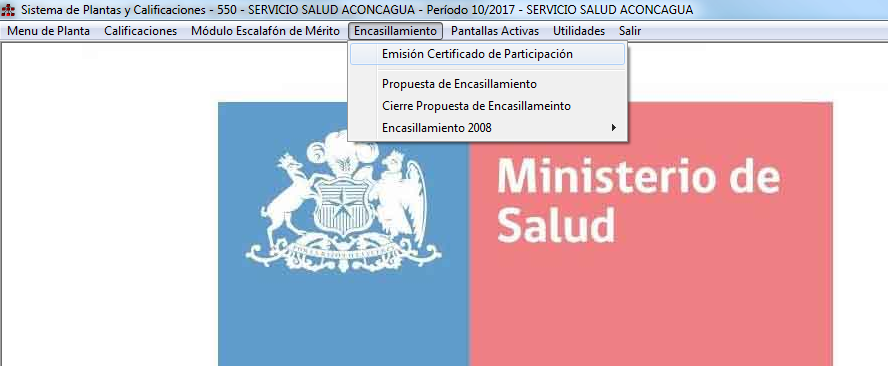 Sistema de Plantas y Calificaciones - 550 - SERVICIO SALUD ACONCAGUA - Período 10/2017 - SERVICIO SALUD ACONCAGUA
Menu de Planta Calificaciones Módulo Escalafón de Mérito Encasillamiento Pantallas Activas Utilidades Salir
Emisión Certificado de Participación
Propuesta de Encasillamiento
Cierre Propuesta de Encasillameinto
Encasillamiento 2008
Ministerio de
Salud